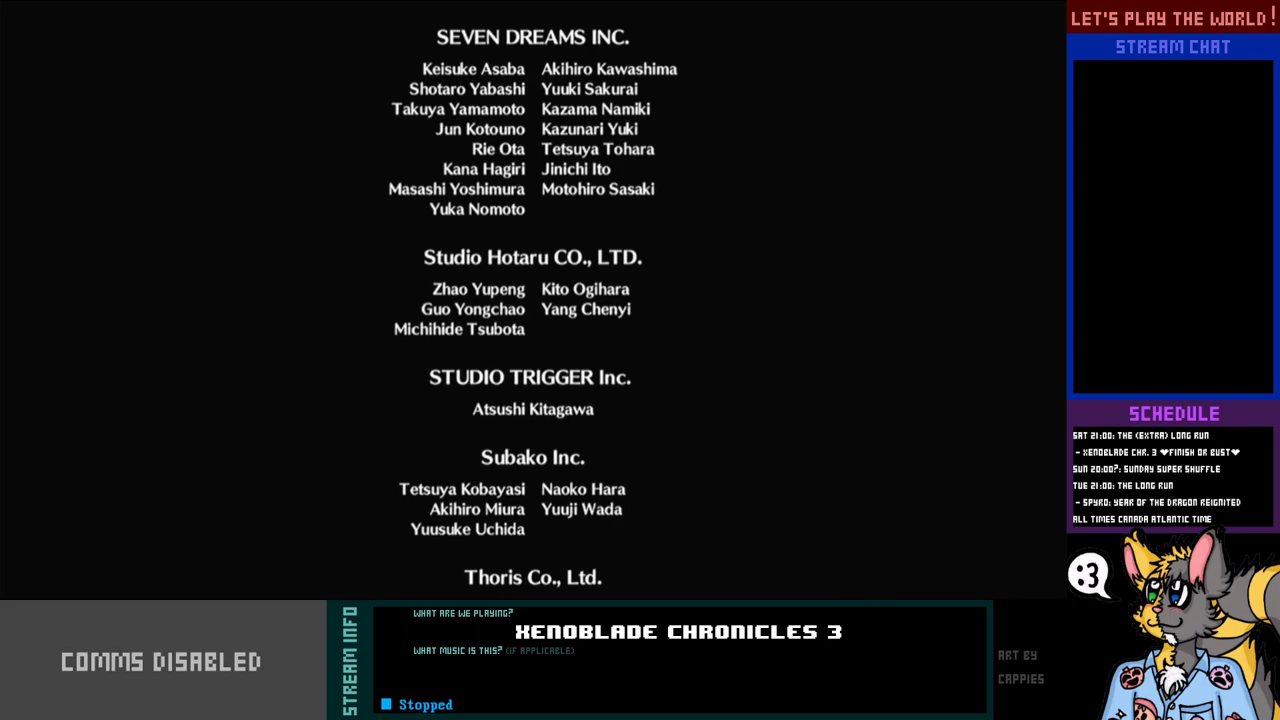 SEVEN DREAMS INC.
Keisuke Asaba Akihiro Kawashima
Shotaro Yabashi Yuuki Sakurai
Takuya Yamamoto Kazama Namiki
Jun Kotouno Kazunari Yuki
Rie Ota Tetsuya Tohara
Kana Hagiri Jinichi Ito
Masashi Yoshimura Motohiro Sasaki
Yuka Nomoto
Studio Hotaru CO., LTD.
Zhao Yupeng Kito Ogihara
Guo Yongchao Yang Chenyi
Michihide Tsubota
STUDIO TRIGGER Inc.
Atsushi Kitagawa
Subako Inc.
Tetsuya Kobayasi Naoko Hara
Akihiro Miura Yuuji Wada
Yuusuke Uchida
Thoris Co., Ltd.
LET'S PLAY THE WORLD!
STREAM CHAT
SCHEDULE
SAT 21:00: THE (EXTRA) LONG RUN
- XENOBLADE CHR. 3 ♥FINISH OR BUST♥
SUN 20:00?: SUNDAY SUPER SHUFFLE
TUE 21:00: THE LONG RUN
- SPYRO: YEAR OF THE DRAGON REIGNITED
ALL TIMES CANADA ATLANTIC TIME
:3
COMMS DISABLED
STREAM INFO
WHAT ARE WE PLAYING?
XENOBLADE CHRONICLES 3
WHAT MUSIC IS THIS? (IF APPLICABLE)
Stopped
ART BY
CAPPIES